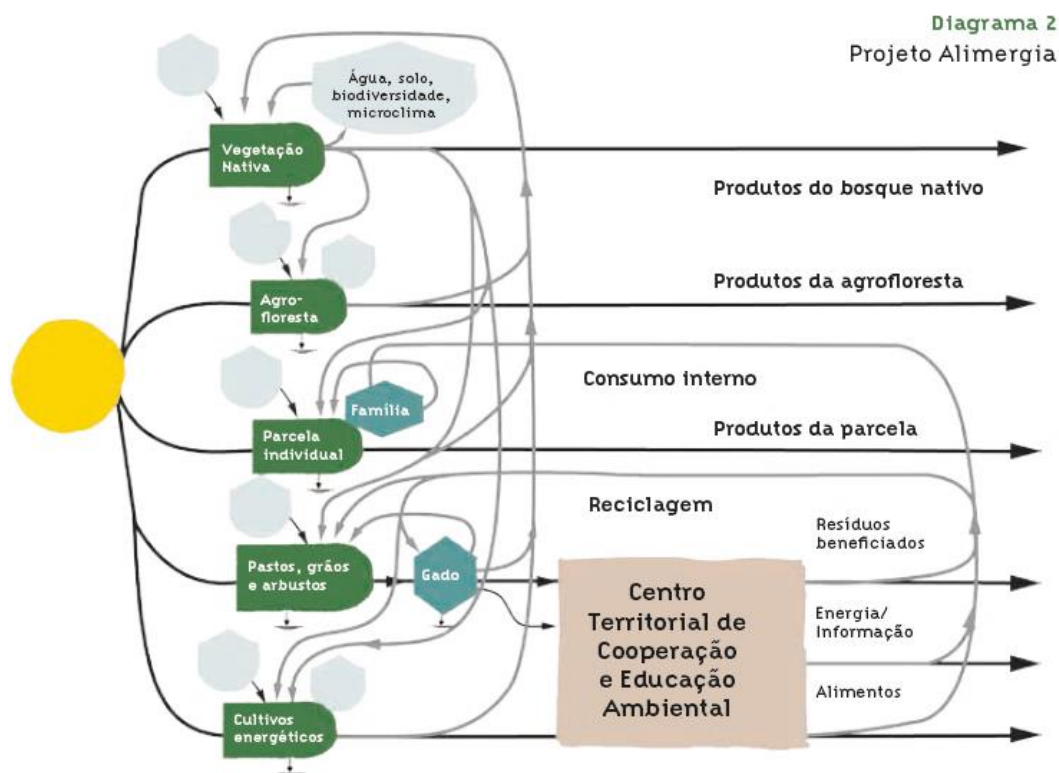 Diagrama 2
Projeto Alimergia
Água, solo,
biodiversidade,
microclima
Vegetação
Nativa
Produtos do bosque nativo
Agro-
floresta
Produtos da agrofloresta
Consumo interno
Família
Parcela
individual
Produtos da parcela
Reciclagem
Resíduos
beneficiados
Pastos, grãos
e arbustos
Gado
Centro
Territorial de
Cooperação
e Educação
Ambiental
Energia/
Informação
Alimentos
Cultivos
energéticos